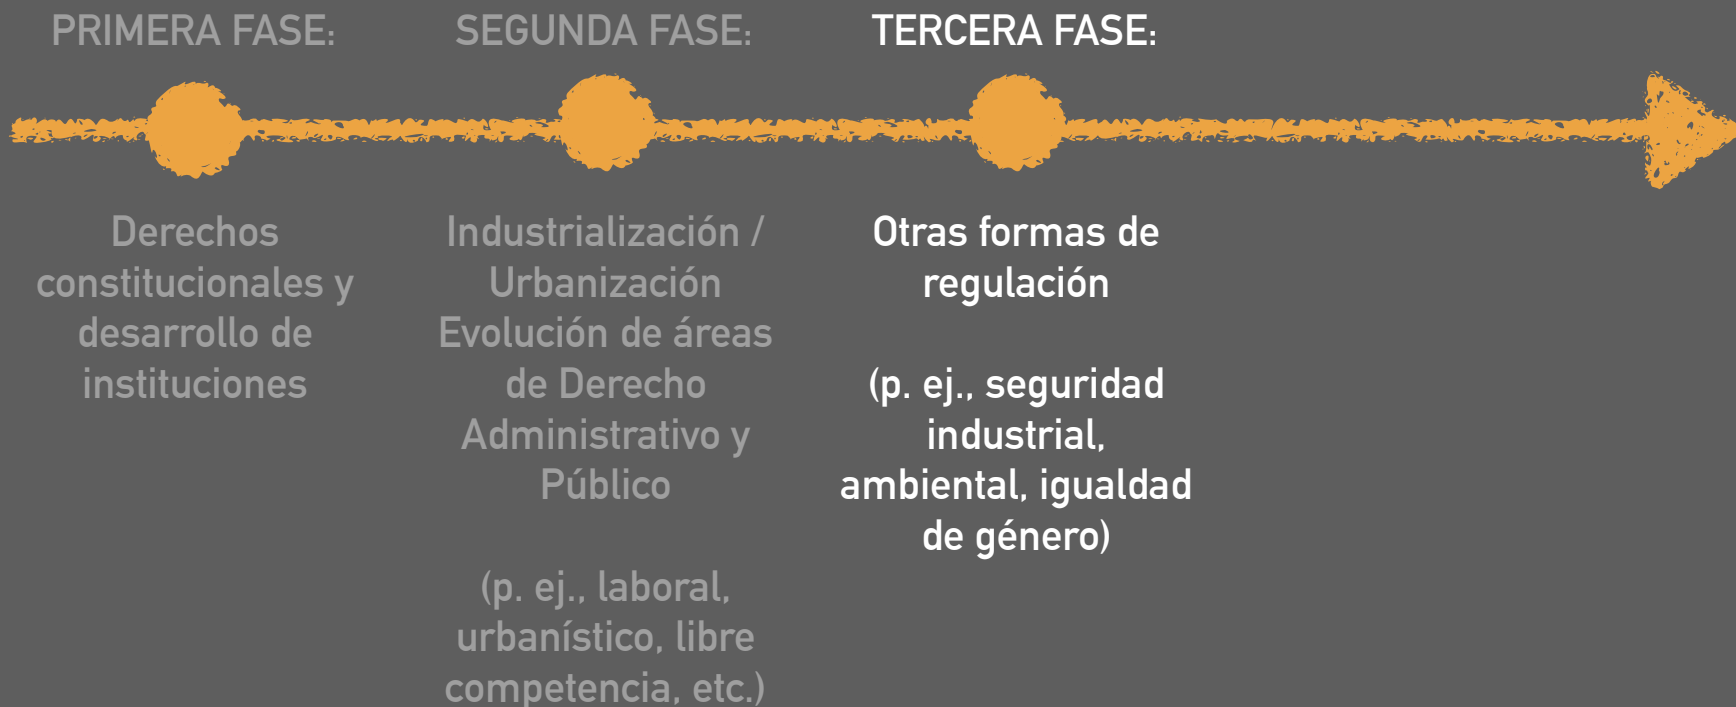 PRIMERA FASE:
Derechos
constitucionales y
desarrollo de
instituciones
SEGUNDA FASE:
Industrialización /
Urbanización
Evolución de áreas
de Derecho
Administrativo y
Público
(p. ej., laboral,
urbanístico, libre
competencia, etc.)
TERCERA FASE:
Otras formas de
regulación
(p. ej., seguridad
industrial,
ambiental, igualdad
de género)